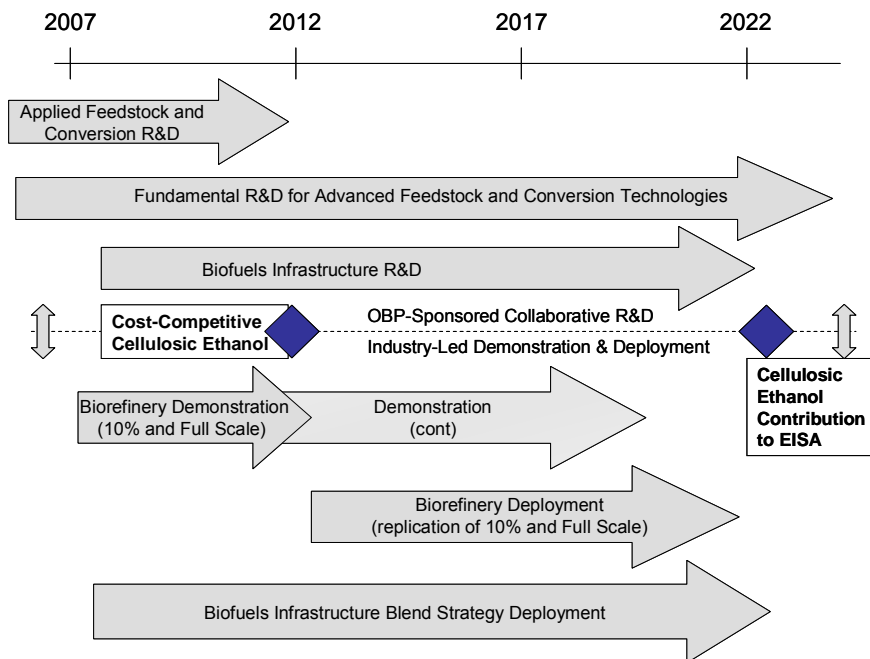 2007 2012 2017 2022
Applied Feedstock and
Conversion R&D
Fundamental R&D for Advanced Feedstock and Conversion Technologies
Biofuels Infrastructure R&D
Cost-Competitive
Cellulosic Ethanol
OBP-Sponsored Collaborative R&D
Industry-Led Demonstration & Deployment
Cellulosic
Ethanol
Contribution
to EISA
Biorefinery Demonstration
(10% and Full Scale)
Demonstration
(cont)
Biorefinery Deployment
(replication of 10% and Full Scale)
Biofuels Infrastructure Blend Strategy Deployment